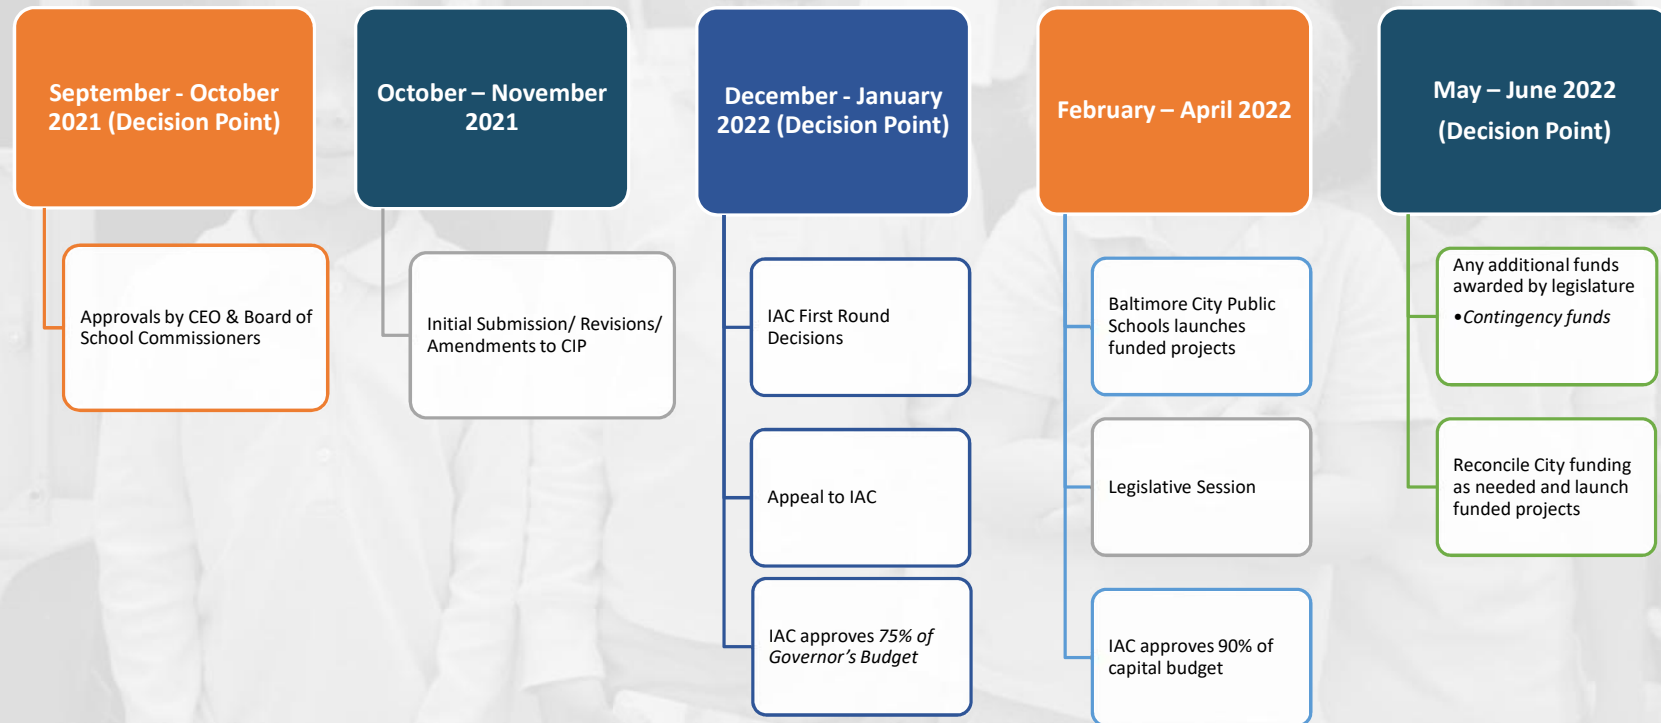 September - October
2021 (Decision Point)
Approvals by CEO & Board of
School Commissioners
October – November
2021
Initial Submission/ Revisions/
Amendments to CIP
December - January
2022 (Decision Point)
IAC First Round
Decisions
Appeal to IAC
IAC approves 75% of
Governor's Budget
February – April 2022
Baltimore City Public
Schools launches
funded projects
Legislative Session
IAC approves 90% of
capital budget
May – June 2022
(Decision Point)
Any additional funds
awarded by legislature
•Contingency funds
Reconcile City funding
as needed and launch
funded projects